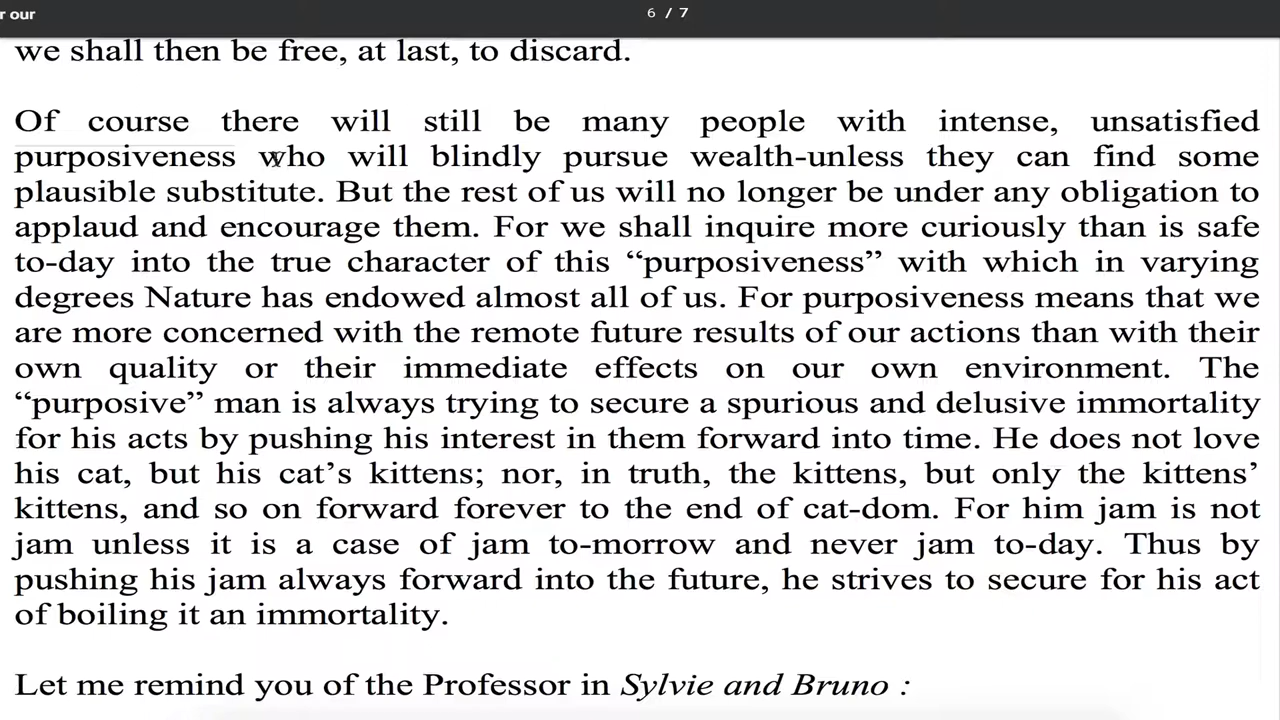 r our
6 / 7
we shall then be free, at last, to discard.
Of course there will still be many people with intense, unsatisfied
purposiveness who will blindly pursue wealth-unless they can find some
plausible substitute. But the rest of us will no longer be under any obligation to
applaud and encourage them. For we shall inquire more curiously than is safe
to-day into the true character of this “purposiveness” with which in varying
degrees Nature has endowed almost all of us. For purposiveness means that we
are more concerned with the remote future results of our actions than with their
own quality or their immediate effects on our own environment. The
“purposive” man is always trying to secure a spurious and delusive immortality
for his acts by pushing his interest in them forward into time. He does not love
his cat, but his cat’s kittens; nor, in truth, the kittens, but only the kittens’
kittens, and so on forward forever to the end of cat-dom. For him jam is not
jam unless it is a case of jam to-morrow and never jam to-day. Thus by
pushing his jam always forward into the future, he strives to secure for his act
of boiling it an immortality.
Let me remind you of the Professor in Sylvie and Bruno :